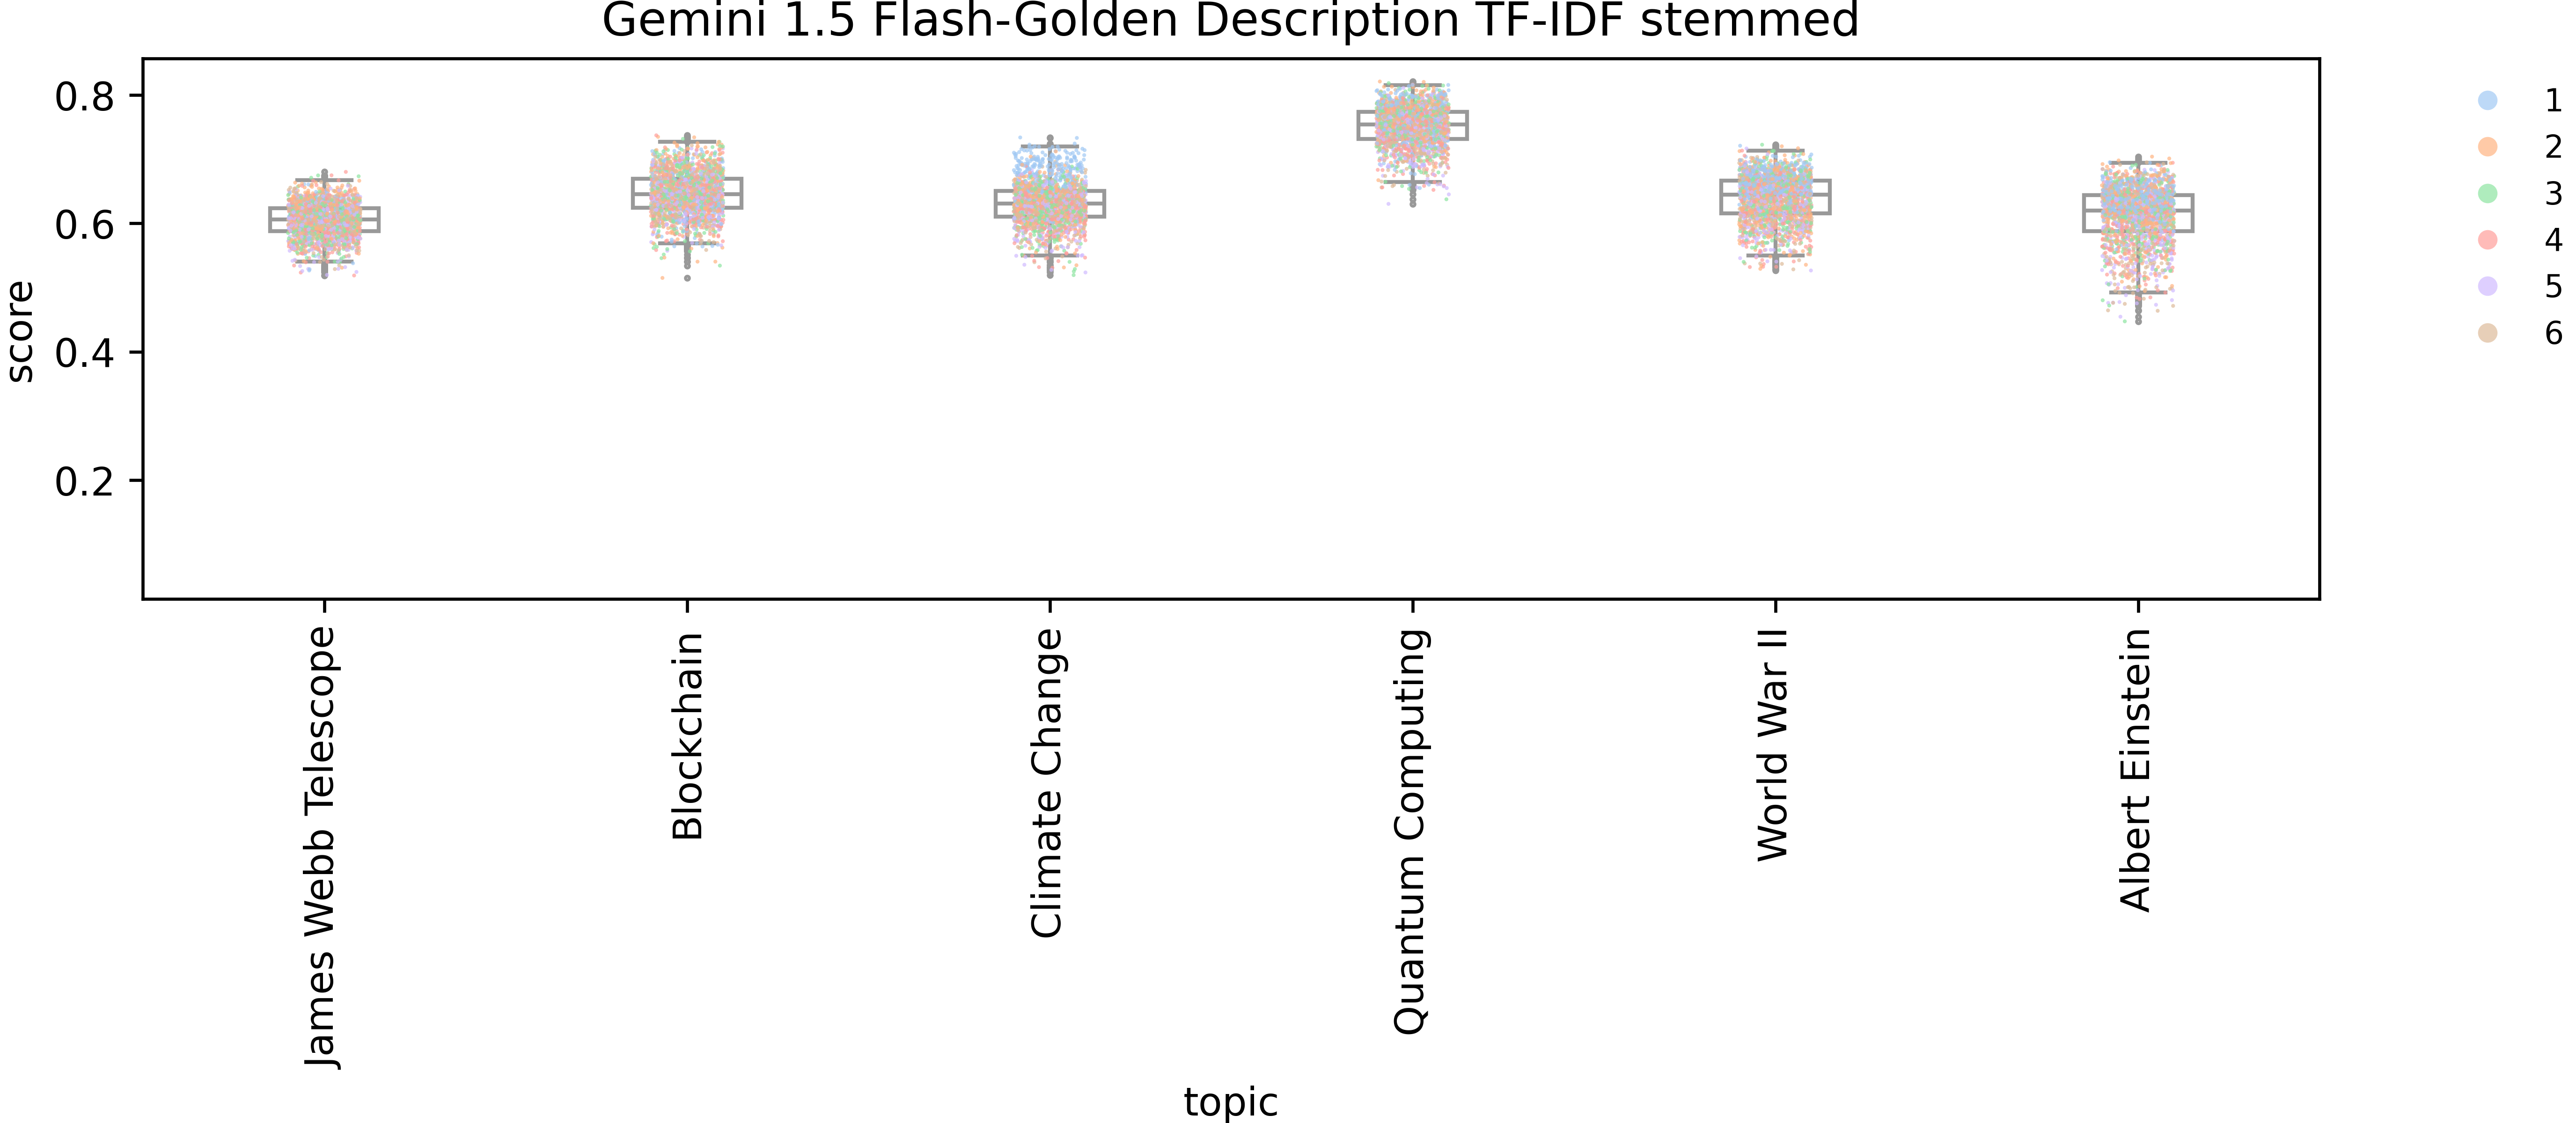 Gemini 1.5 Flash-Golden Description TF-IDF stemmed
score
0.8
0.6
0.4
0.2
James Webb Telescope
Blockchain
Climate Change
Quantum Computing
World War II
Albert Einstein
topic
1
2
3
4
5
6